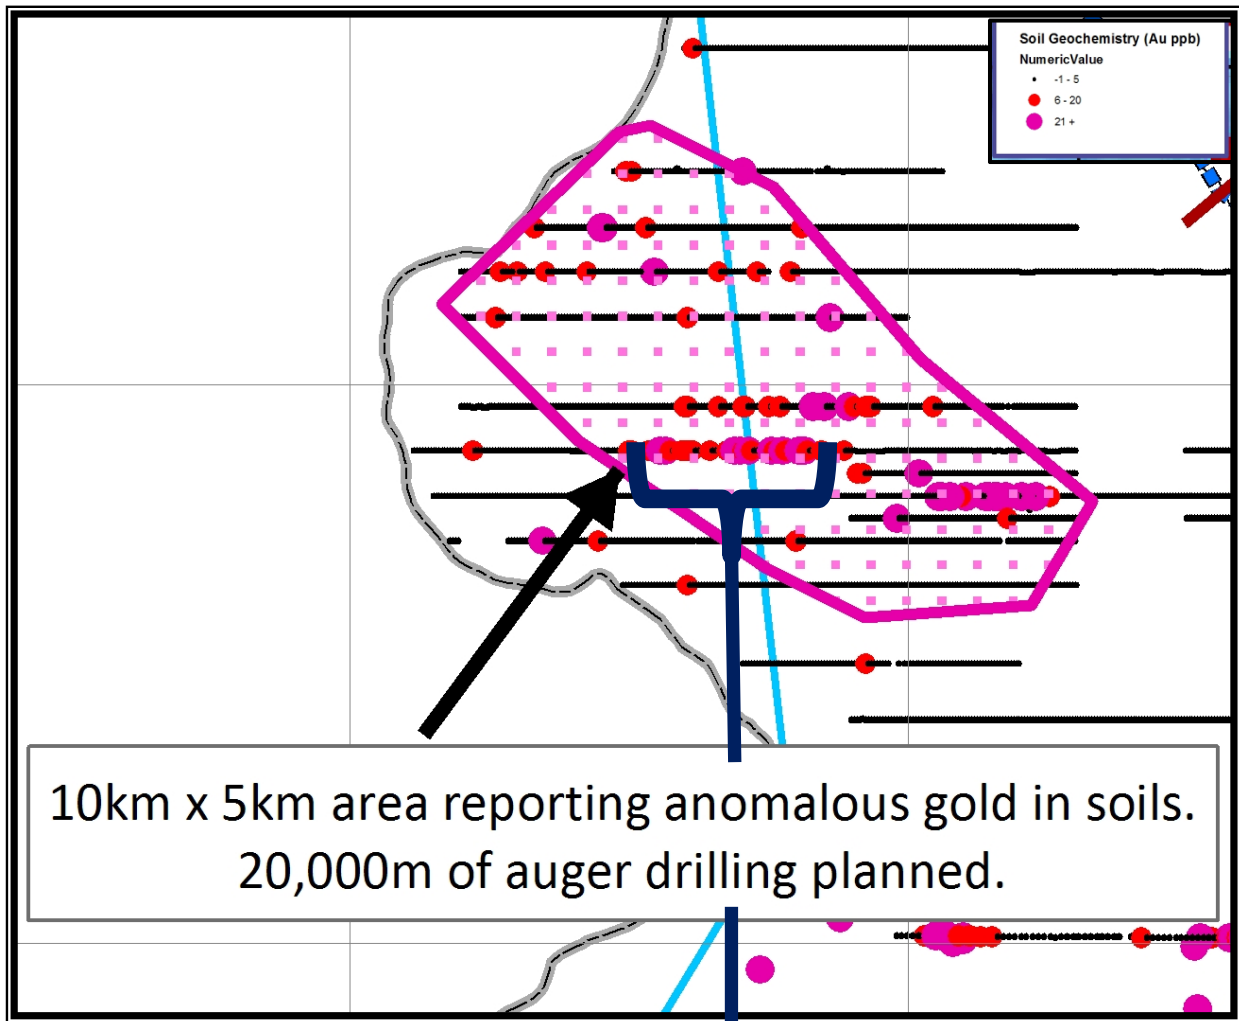 Soil Geochemistry (Au ppb)
NumericValue
-1 - 5
6 - 20
21 +
10km x 5km area reporting anomalous gold in soils.
20,000m of auger drilling planned.